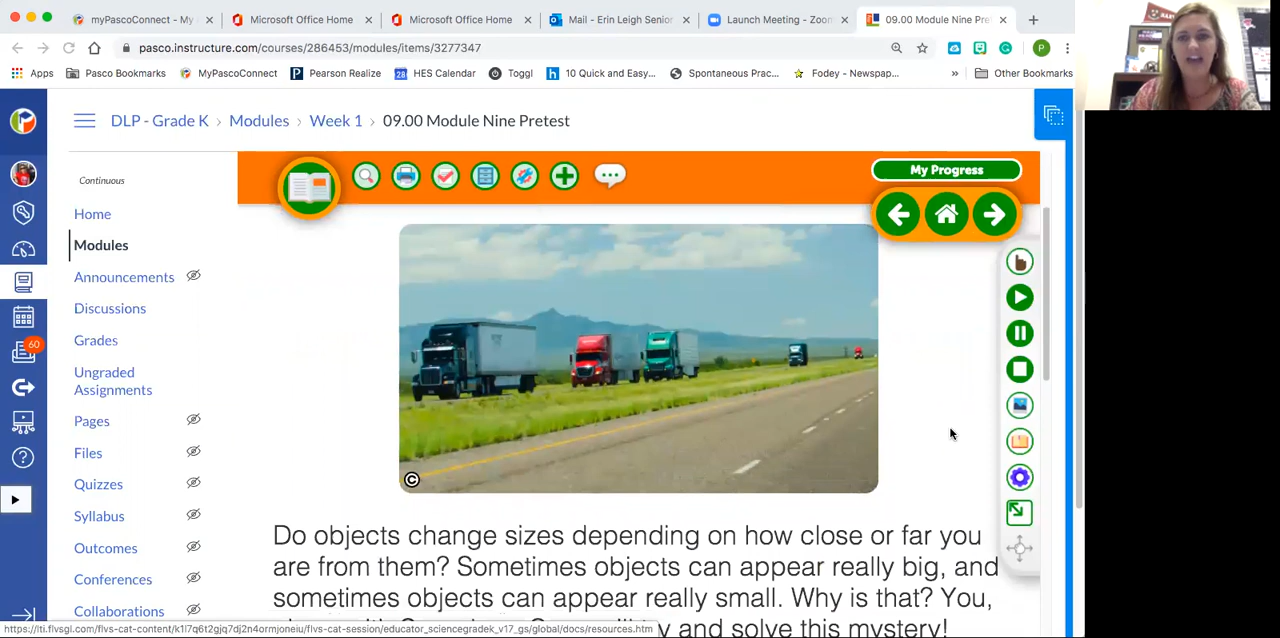 myPascoConnect - My A
Microsoft Office Home
Microsoft Office Home
Mail - Erin Leigh Senior
Launch Meeting - Zoom
09.00 Module Nine Pre
pasco.instructure.com/courses/286453/modules/items/3277347
P
Apps
Pasco Bookmarks
MyPascoConnect
P
Pearson Realize
28
HES Calendar
Toggl
h
10 Quick and Easy...
Spontaneous Prac...
Fodey - Newspap...
»
Other Bookmarks
DLP - Grade K > Modules > Week 1 > 09.00 Module Nine Pretest
Continuous
Home
Modules
Announcements
Discussions
Grades
Ungraded
Assignments
Pages
Files
Quizzes
Syllabus
Outcomes
Conferences
Collaborations
60
My Progress
©
Do objects change sizes depending on how close or far you
are from them? Sometimes objects can appear really big, and
sometimes objects can appear really small. Why is that? You,
and solve this mystery!
https://iti.flvsgl.com/flvs-cat-content/k1l7q6t2gjq7dj2n4ormjoneiu/flvs-cat-session/educator_sciencegradek_v17_gs/global/docs/resources.htm